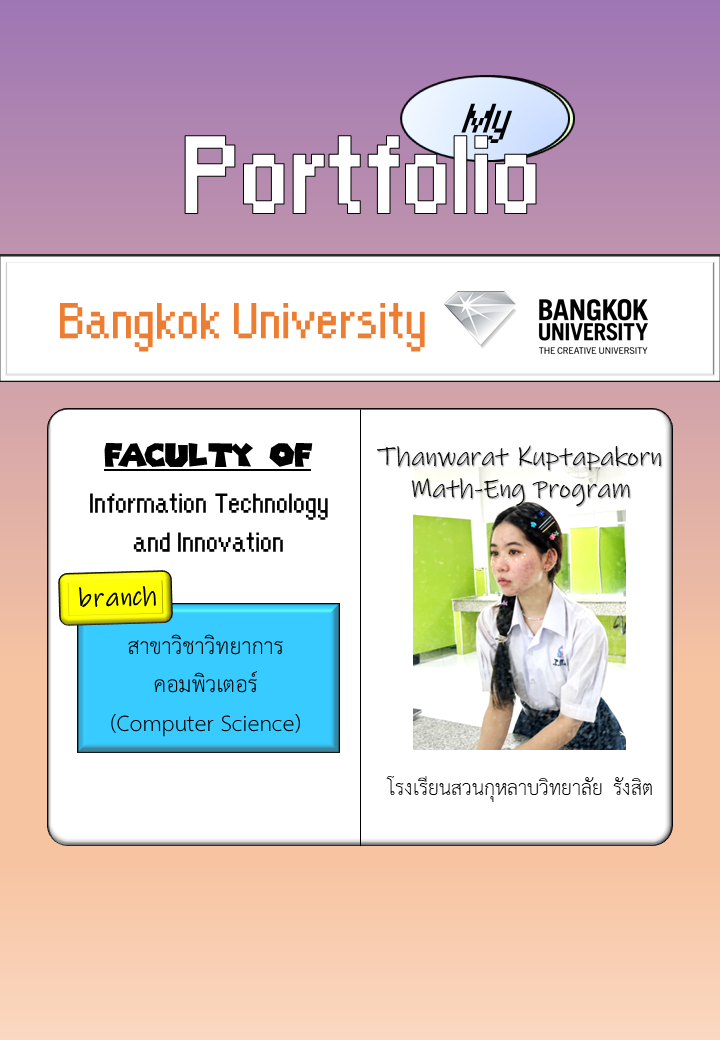 My
Portfolio
Bangkok University
BANGKOK
UNIVERSITY
THE CREATIVE UNIVERSITY
FACULTY OF
Information Technology
and Innovation
branch
สาขาวิชาวิทยาการ
คอมพิวเตอร์
(Computer Science)
Thanwarat Kuptapakorn
Math-Eng Program
โรงเรียนสวนกุหลาบวิทยาลัย รังสิต